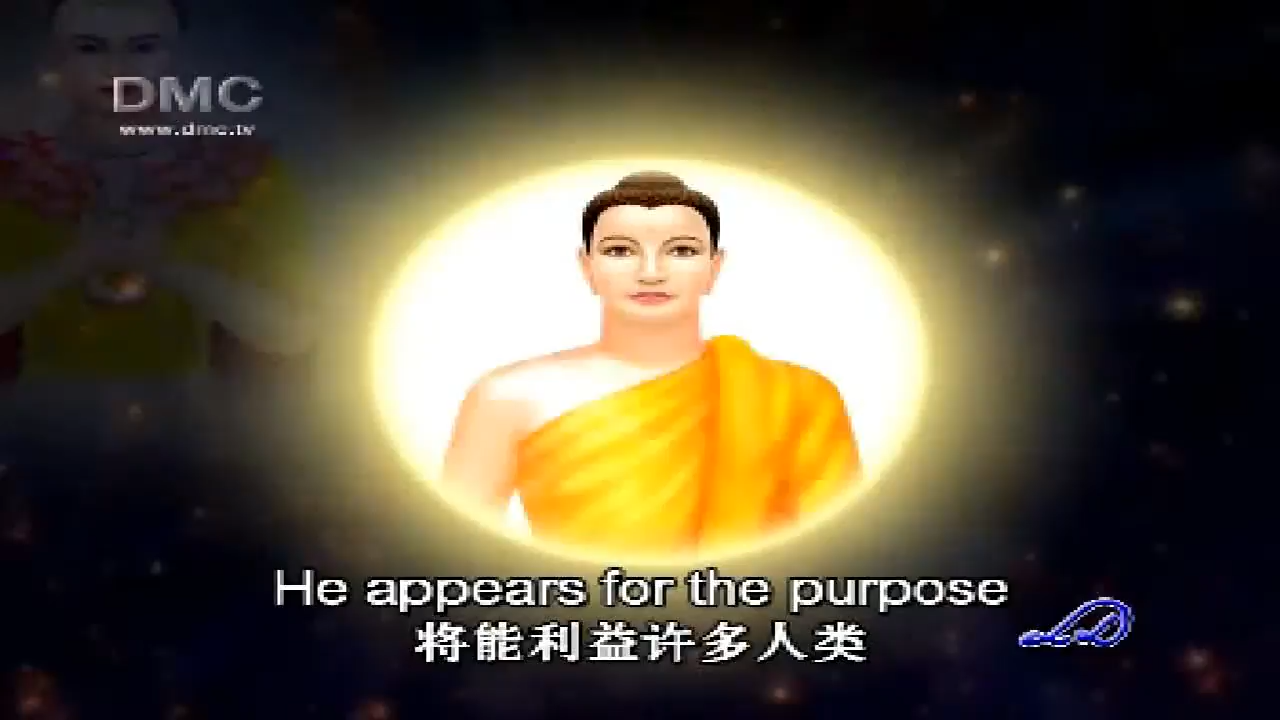 DMC
www.dmc.tv
He appears for the purpose
将能利益许多人类